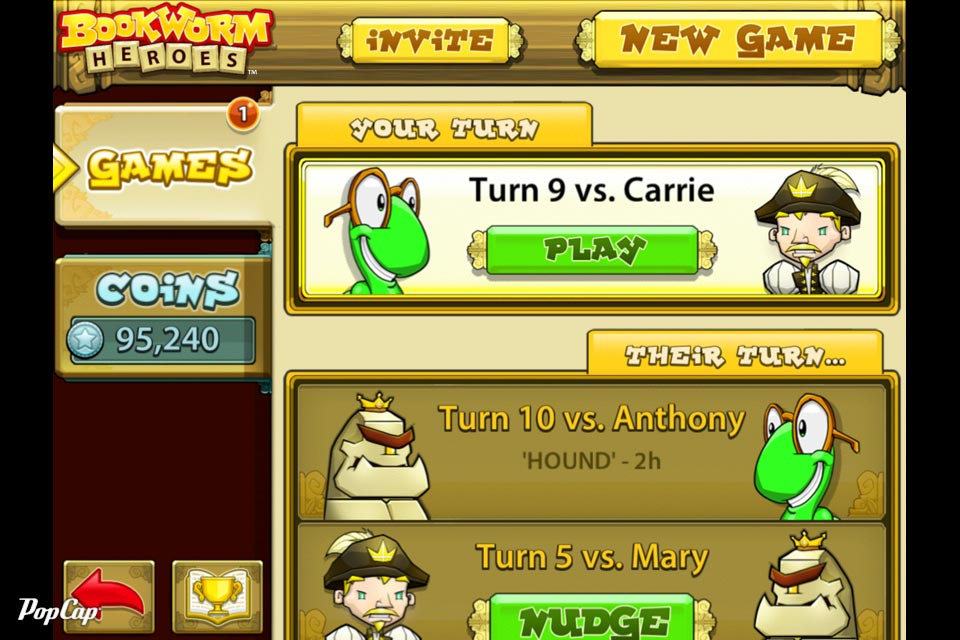 BOOKWORM
HEROES™
INVITE
NEW GAME
1
GAMES
COINS
95,240
YOUR TURN
Turn 9 vs. Carrie
PLAY
THEIR TURN...
Turn 10 vs. Anthony
'HOUND' - 2h
Turn 5 vs. Mary
NUDGE
PopCap